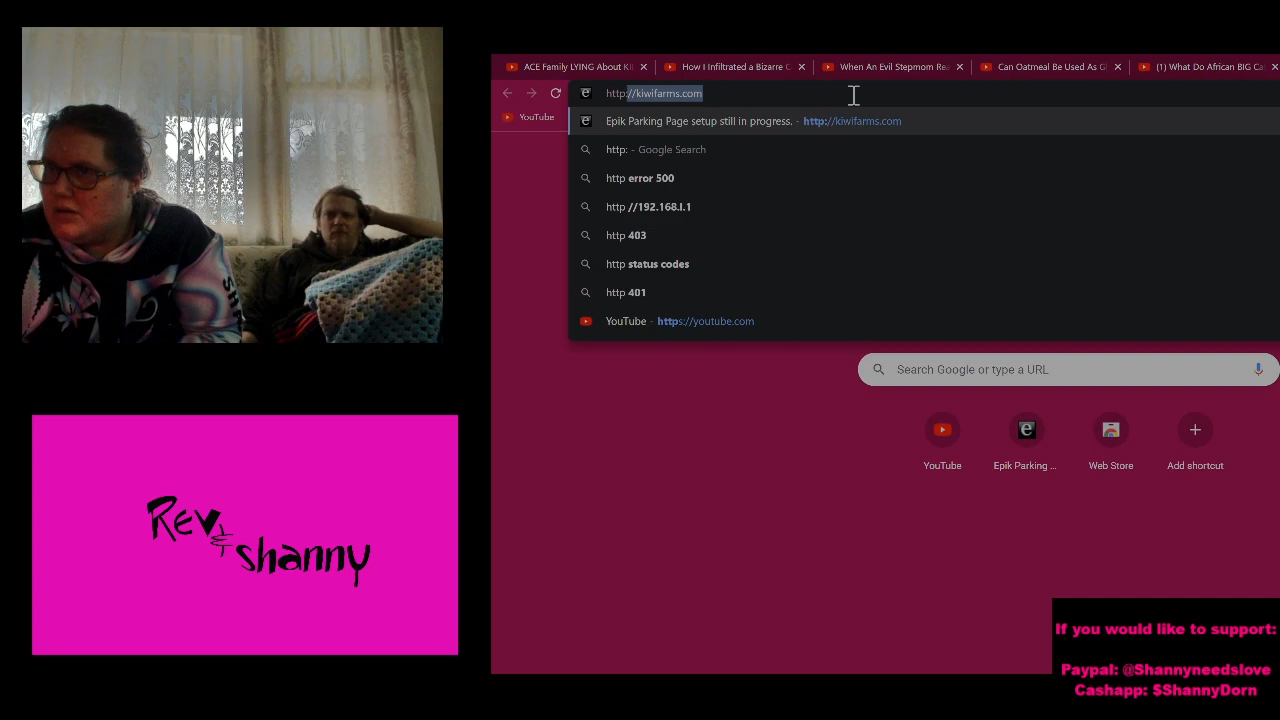 ACE Family LYING About KI
How I Infiltrated a Bizarre C
When An Evil Stepmom Re
Can Oatmeal Be Used As G
(1) What Do African BIG Ca
http://kiwifarms.com
YouTube
Epik Parking Page setup still in progress. - http://kiwifarms.com
http: - Google Search
http error 500
http //192.168.l.1
http 403
http status codes
http 401
YouTube - https://youtube.com
Search Google or type a URL
YouTube
Epik Parking ...
Web Store
Add shortcut
Rev
&
shanny
If you would like to support:
Paypal: @Shannyneedslove
Cashapp: $ShannyDorn